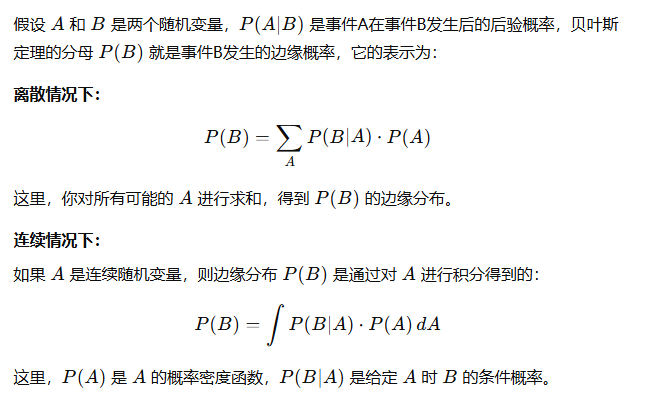 假设 A 和 B 是两个随机变量，P(A|B) 是事件A在事件B发生后的后验概率，贝叶斯
定理的分母 P(B) 就是事件B发生的边缘概率，它的表示为：
离散情况下：
P(B) = ∑_A P(B|A) · P(A)
这里，你对所有可能的 A 进行求和，得到 P(B) 的边缘分布。
连续情况下：
如果 A 是连续随机变量，则边缘分布 P(B) 是通过对 A 进行积分得到的：
P(B) = ∫ P(B|A) · P(A) dA
这里，P(A) 是 A 的概率密度函数，P(B|A) 是给定 A 时 B 的条件概率。